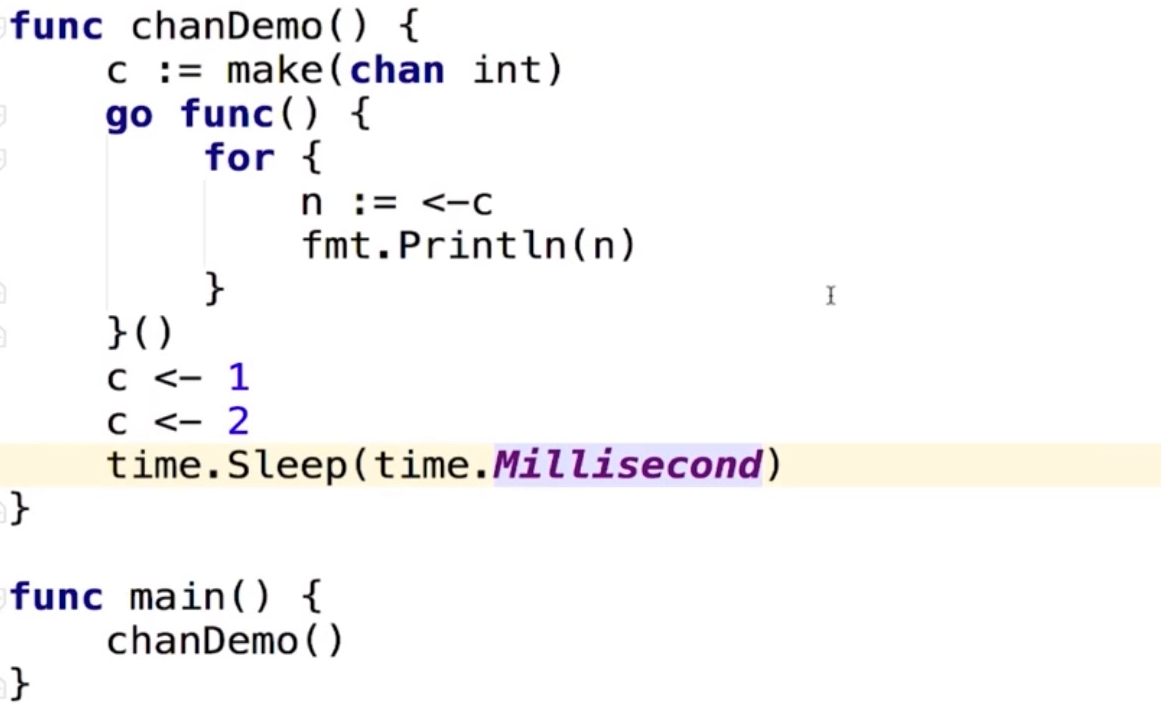 func chanDemo() {
    c := make(chan int)
    go func() {
        for {
            n := <-c
            fmt.Println(n)
        }
    }()
    c <- 1
    c <- 2
    time.Sleep(time.Millisecond)
}

func main() {
    chanDemo()
}